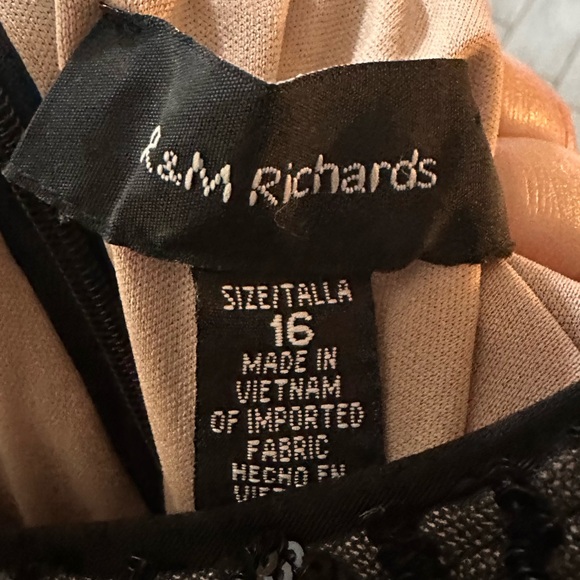 R&M Richards
SIZE/TALLA
16
MADE IN
VIETNAM
OF IMPORTED
FABRIC
HECHO EN